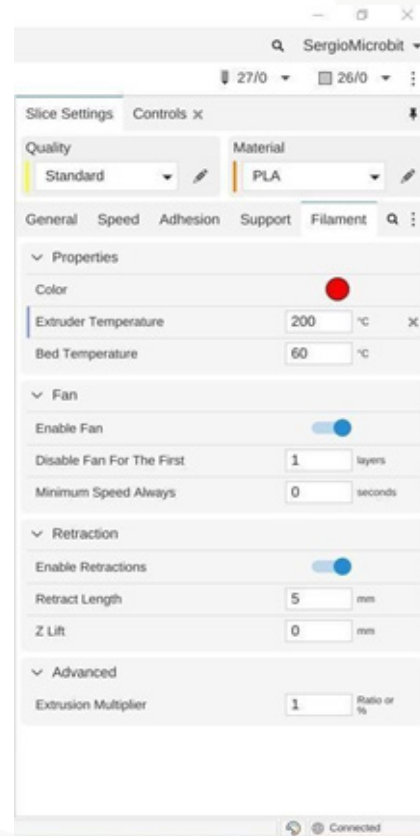 SergioMicrobit
27/0 26/0
Slice Settings Controls x
Quality Material
Standard PLA
General Speed Adhesion Support Filament
Properties
Color
Extruder Temperature 200 °C
Bed Temperature 60 °C
Fan
Enable Fan
Disable Fan For The First 1 layers
Minimum Speed Always 0 seconds
Retraction
Enable Retractions
Retract Length 5 mm
Z Lift 0 mm
Advanced
Extrusion Multiplier 1 Ratio or
%
Connected